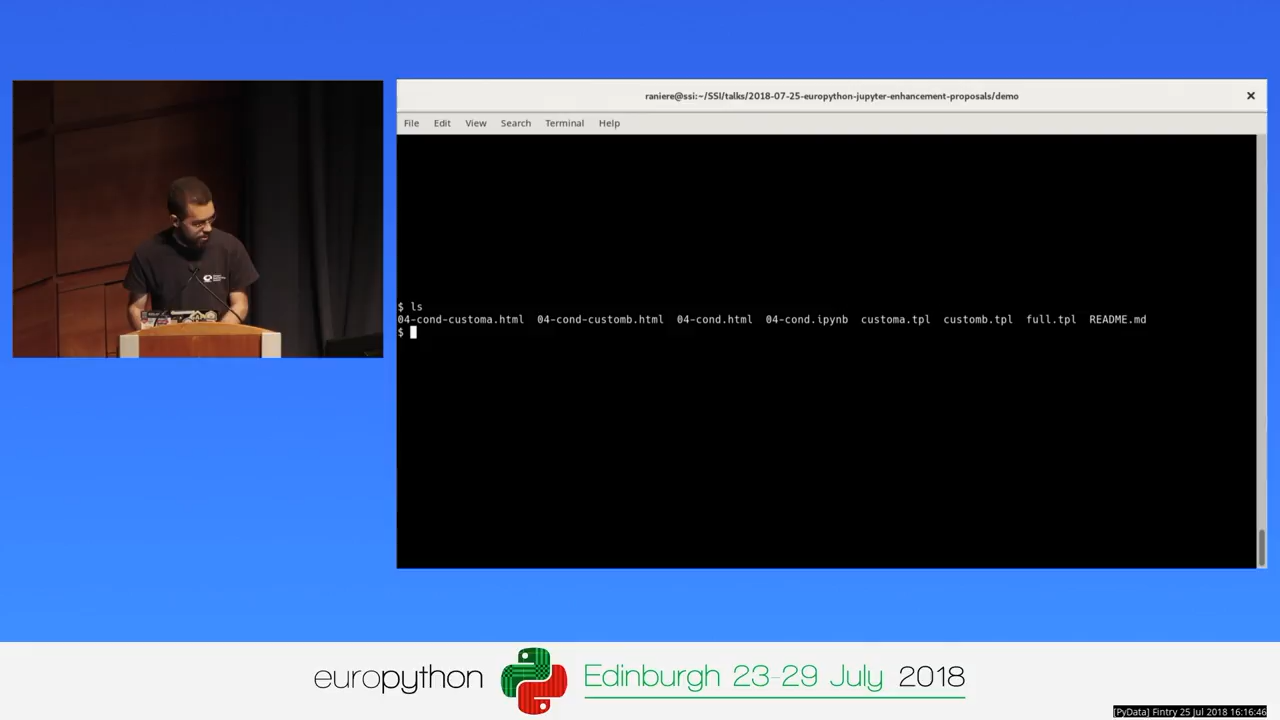 raniere@ssi:~/SSI/talks/2018-07-25-europython-jupyter-enhancement-proposals/demo
File Edit View Search Terminal Help
$ ls
04-cond-customa.html 04-cond-customb.html 04-cond.html 04-cond.ipynb customa.tpl customb.tpl full.tpl README.md
$
europython Edinburgh 23-29 July 2018
[PyData] Fintry 25 Jul 2018 16:16:46